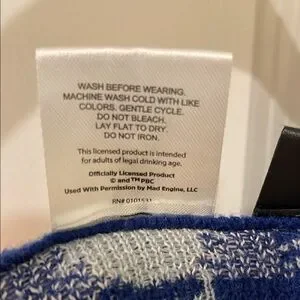 WASH BEFORE WEARING.
MACHINE WASH COLD WITH LIKE
COLORS. GENTLE CYCLE.
DO NOT BLEACH.
LAY FLAT TO DRY.
DO NOT IRON.
This licensed product is intended
for adults of legal drinking age.
Officially Licensed Product
© and ™ PBC
Used With Permission by Mad Engine, LLC
RN# 0101531